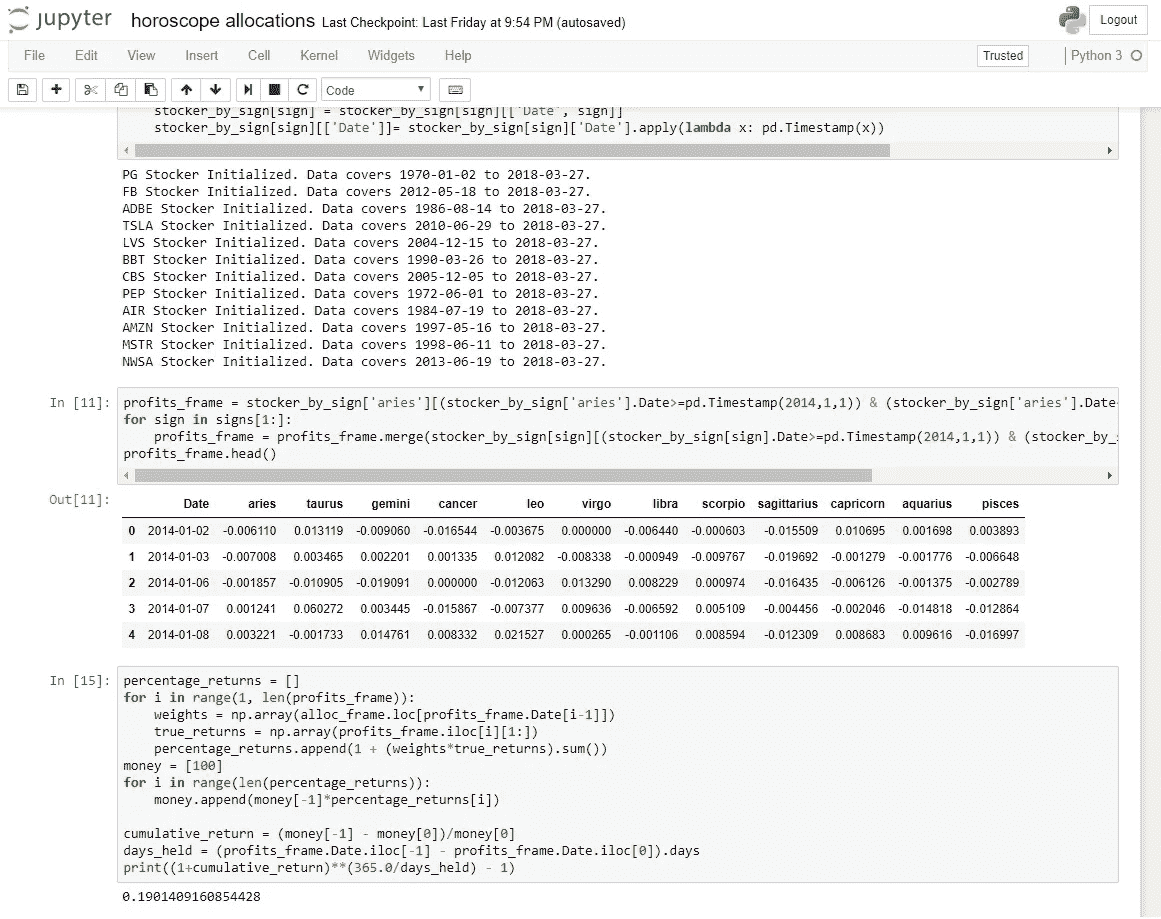 jupyter horoscope allocations Last Checkpoint: Last Friday at 9:54 PM (autosaved) Logout
File Edit View Insert Cell Kernel Widgets Help Trusted Python 3
Code
stocker_by_sign[sign] = stocker_by_sign[sign][['Date', sign]]
stocker_by_sign[sign][['Date']]= stocker_by_sign[sign]['Date'].apply(lambda x: pd.Timestamp(x))
PG Stocker Initialized. Data covers 1970-01-02 to 2018-03-27.
FB Stocker Initialized. Data covers 2012-05-18 to 2018-03-27.
ADBE Stocker Initialized. Data covers 1986-08-14 to 2018-03-27.
TSLA Stocker Initialized. Data covers 2010-06-29 to 2018-03-27.
LVS Stocker Initialized. Data covers 2004-12-15 to 2018-03-27.
BBT Stocker Initialized. Data covers 1990-03-26 to 2018-03-27.
CBS Stocker Initialized. Data covers 2005-12-05 to 2018-03-27.
PEP Stocker Initialized. Data covers 1972-06-01 to 2018-03-27.
AIR Stocker Initialized. Data covers 1984-07-19 to 2018-03-27.
AMZN Stocker Initialized. Data covers 1997-05-16 to 2018-03-27.
MSTR Stocker Initialized. Data covers 1998-06-11 to 2018-03-27.
NWSA Stocker Initialized. Data covers 2013-06-19 to 2018-03-27.
In [11]: profits_frame = stocker_by_sign['aries'][(stocker_by_sign['aries'].Date>=pd.Timestamp(2014,1,1)) & (stocker_by_sign['aries'].Date
for sign in signs[1:]:
profits_frame = profits_frame.merge(stocker_by_sign[sign][(stocker_by_sign[sign].Date>=pd.Timestamp(2014,1,1)) & (stocker_by_s
profits_frame.head()
Out[11]:
Date aries taurus gemini cancer leo virgo libra scorpio sagittarius capricorn aquarius pisces
0 2014-01-02 -0.006110 0.013119 -0.009060 -0.016544 -0.003675 0.000000 -0.006440 -0.000603 -0.015509 0.010695 0.001698 0.003893
1 2014-01-03 -0.007008 0.003465 0.002201 0.001335 0.012082 -0.008338 -0.000949 -0.009767 -0.019692 -0.001279 -0.001776 -0.006648
2 2014-01-06 -0.001857 -0.010905 -0.019091 0.000000 -0.012063 0.013290 0.008229 0.000974 -0.016435 -0.006126 -0.001375 -0.002789
3 2014-01-07 0.001241 0.060272 0.003445 -0.015867 -0.007377 0.009636 -0.006592 0.005109 -0.004456 -0.002046 -0.014818 -0.012864
4 2014-01-08 0.003221 -0.001733 0.014761 0.008332 0.021527 0.000265 -0.001106 0.008594 -0.012309 0.008683 0.009616 -0.016997
In [15]: percentage_returns = []
for i in range(1, len(profits_frame)):
weights = np.array(alloc_frame.loc[profits_frame.Date[i-1]])
true_returns = np.array(profits_frame.iloc[i][1:])
percentage_returns.append(1 + (weights*true_returns).sum())
money = [100]
for i in range(len(percentage_returns)):
money.append(money[-1]*percentage_returns[i])
cumulative_return = (money[-1] - money[0])/money[0]
days_held = (profits_frame.Date.iloc[-1] - profits_frame.Date.iloc[0]).days
print((1+cumulative_return)**(365.0/days_held) - 1)
0.1901409160854428